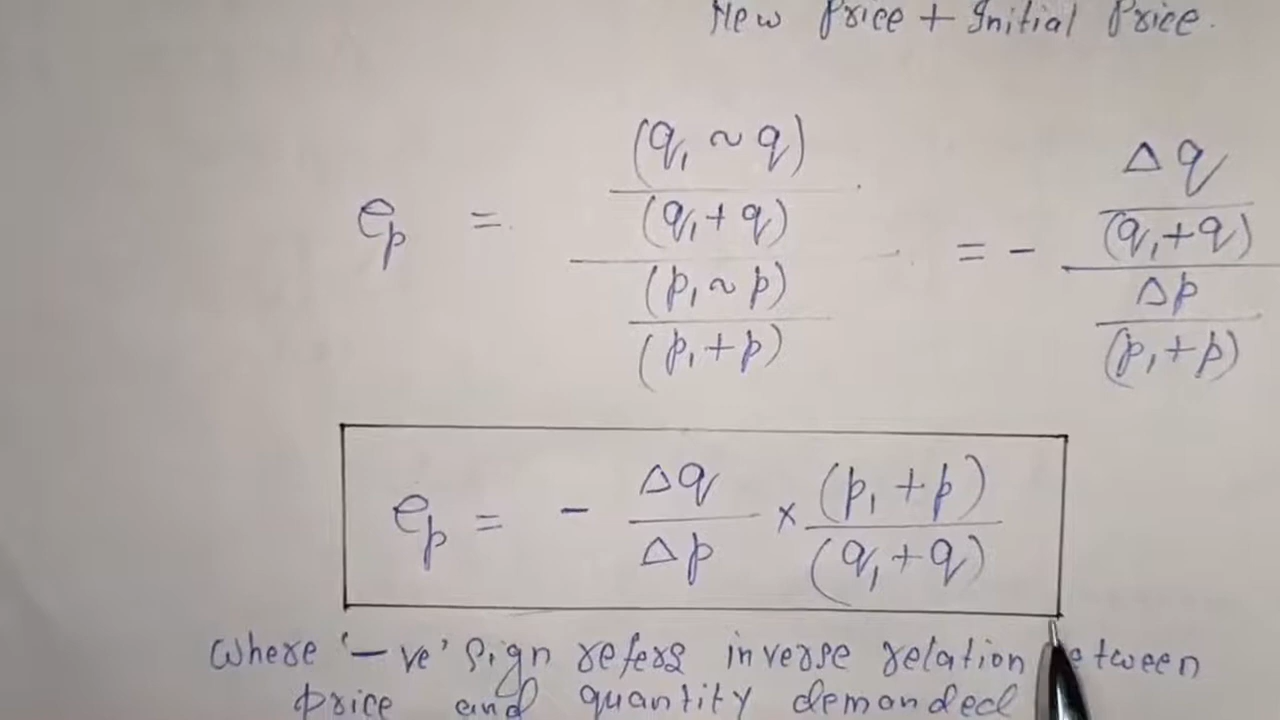 New Price + Initial Price.
(q₁ ~ q)
Δq
(q₁ + q)
(q₁ + q)
eₚ = = -
(p₁ ~ p)
Δp
(p₁ + p)
(p₁ + p)
eₚ = - Δq/Δp × (p₁ + p)/(q₁ + q)
Where '-ve' Sign refers inverse relation between
price and quantity demanded